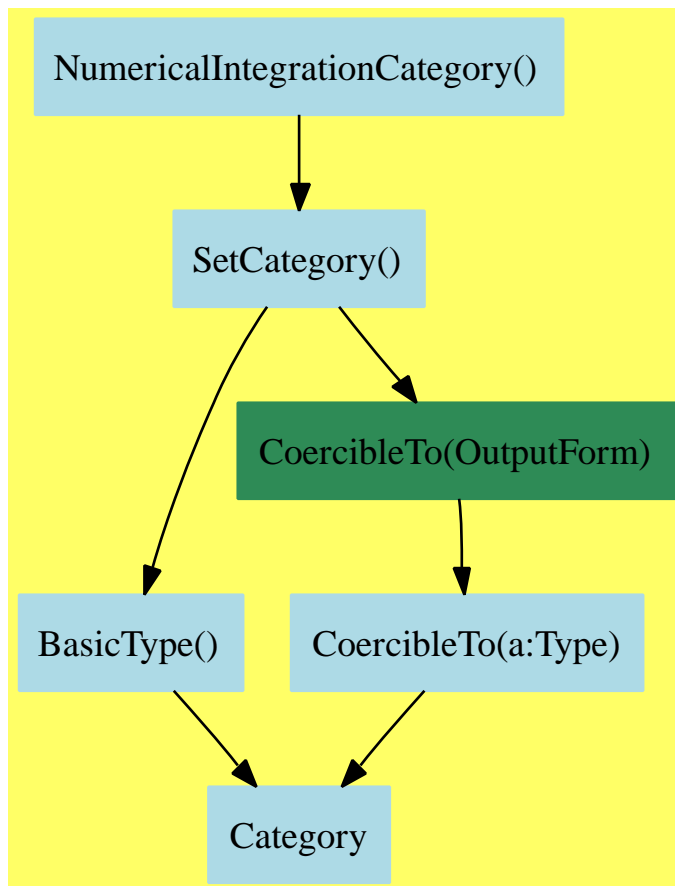 NumericalIntegrationCategory()
SetCategory()
CoercibleTo(OutputForm)
BasicType()
CoercibleTo(a:Type)
Category